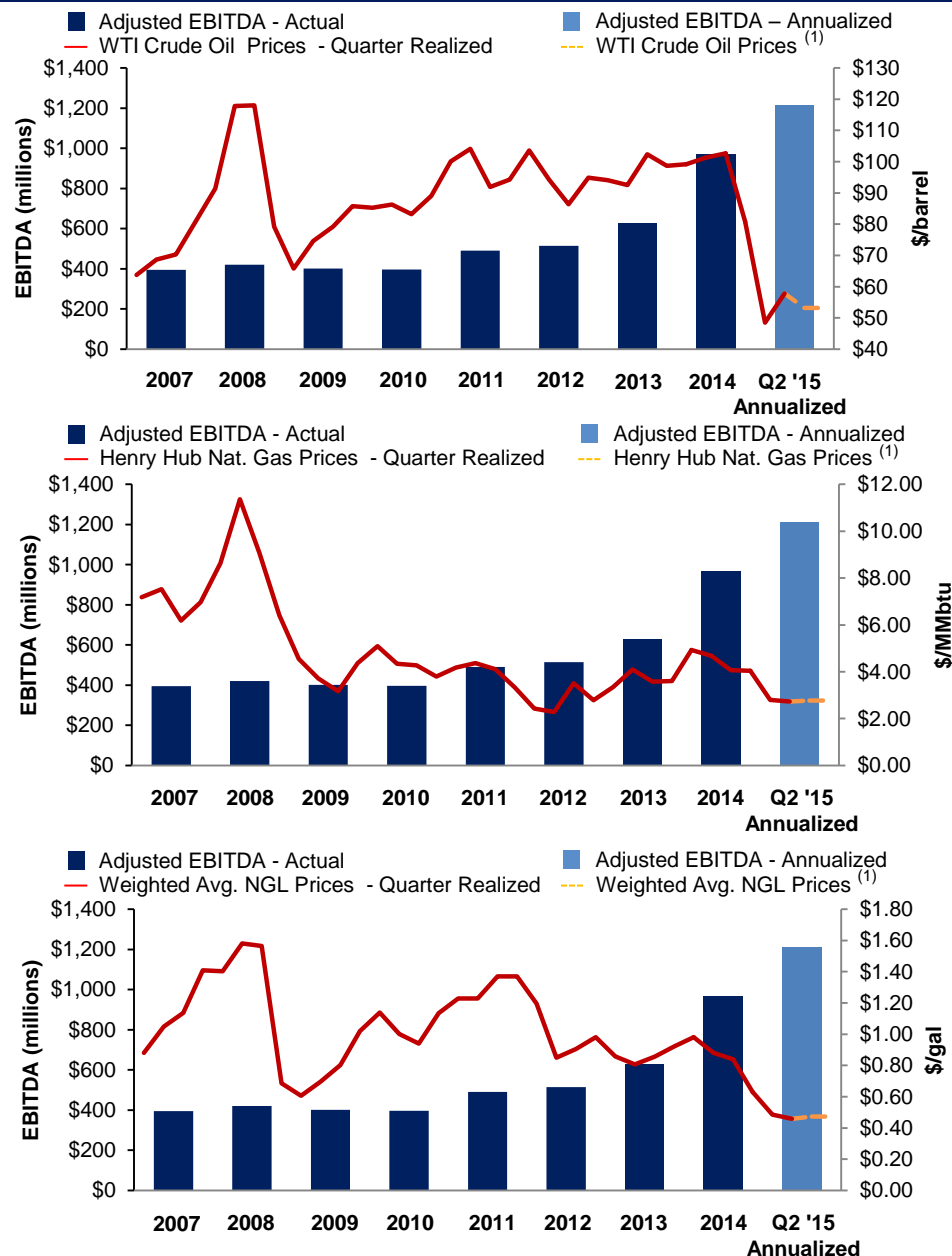 Adjusted EBITDA - Actual Adjusted EBITDA – Annualized
WTI Crude Oil Prices - Quarter Realized WTI Crude Oil Prices (1)
EBITDA (millions)
$1,400
$1,200
$1,000
$800
$600
$400
$200
$0
$130
$120
$110
$100
$90
$80
$70
$60
$50
$40
$/barrel
2007 2008 2009 2010 2011 2012 2013 2014 Q2 '15
Annualized
Adjusted EBITDA - Actual Adjusted EBITDA - Annualized
Henry Hub Nat. Gas Prices - Quarter Realized Henry Hub Nat. Gas Prices (1)
EBITDA (millions)
$1,400
$1,200
$1,000
$800
$600
$400
$200
$0
$12.00
$10.00
$8.00
$6.00
$4.00
$2.00
$0.00
$/MMbtu
2007 2008 2009 2010 2011 2012 2013 2014 Q2 '15
Annualized
Adjusted EBITDA - Actual Adjusted EBITDA - Annualized
Weighted Avg. NGL Prices - Quarter Realized Weighted Avg. NGL Prices (1)
EBITDA (millions)
$1,400
$1,200
$1,000
$800
$600
$400
$200
$0
$1.80
$1.60
$1.40
$1.20
$1.00
$0.80
$0.60
$0.40
$0.20
$0.00
$/gal
2007 2008 2009 2010 2011 2012 2013 2014 Q2 '15
Annualized